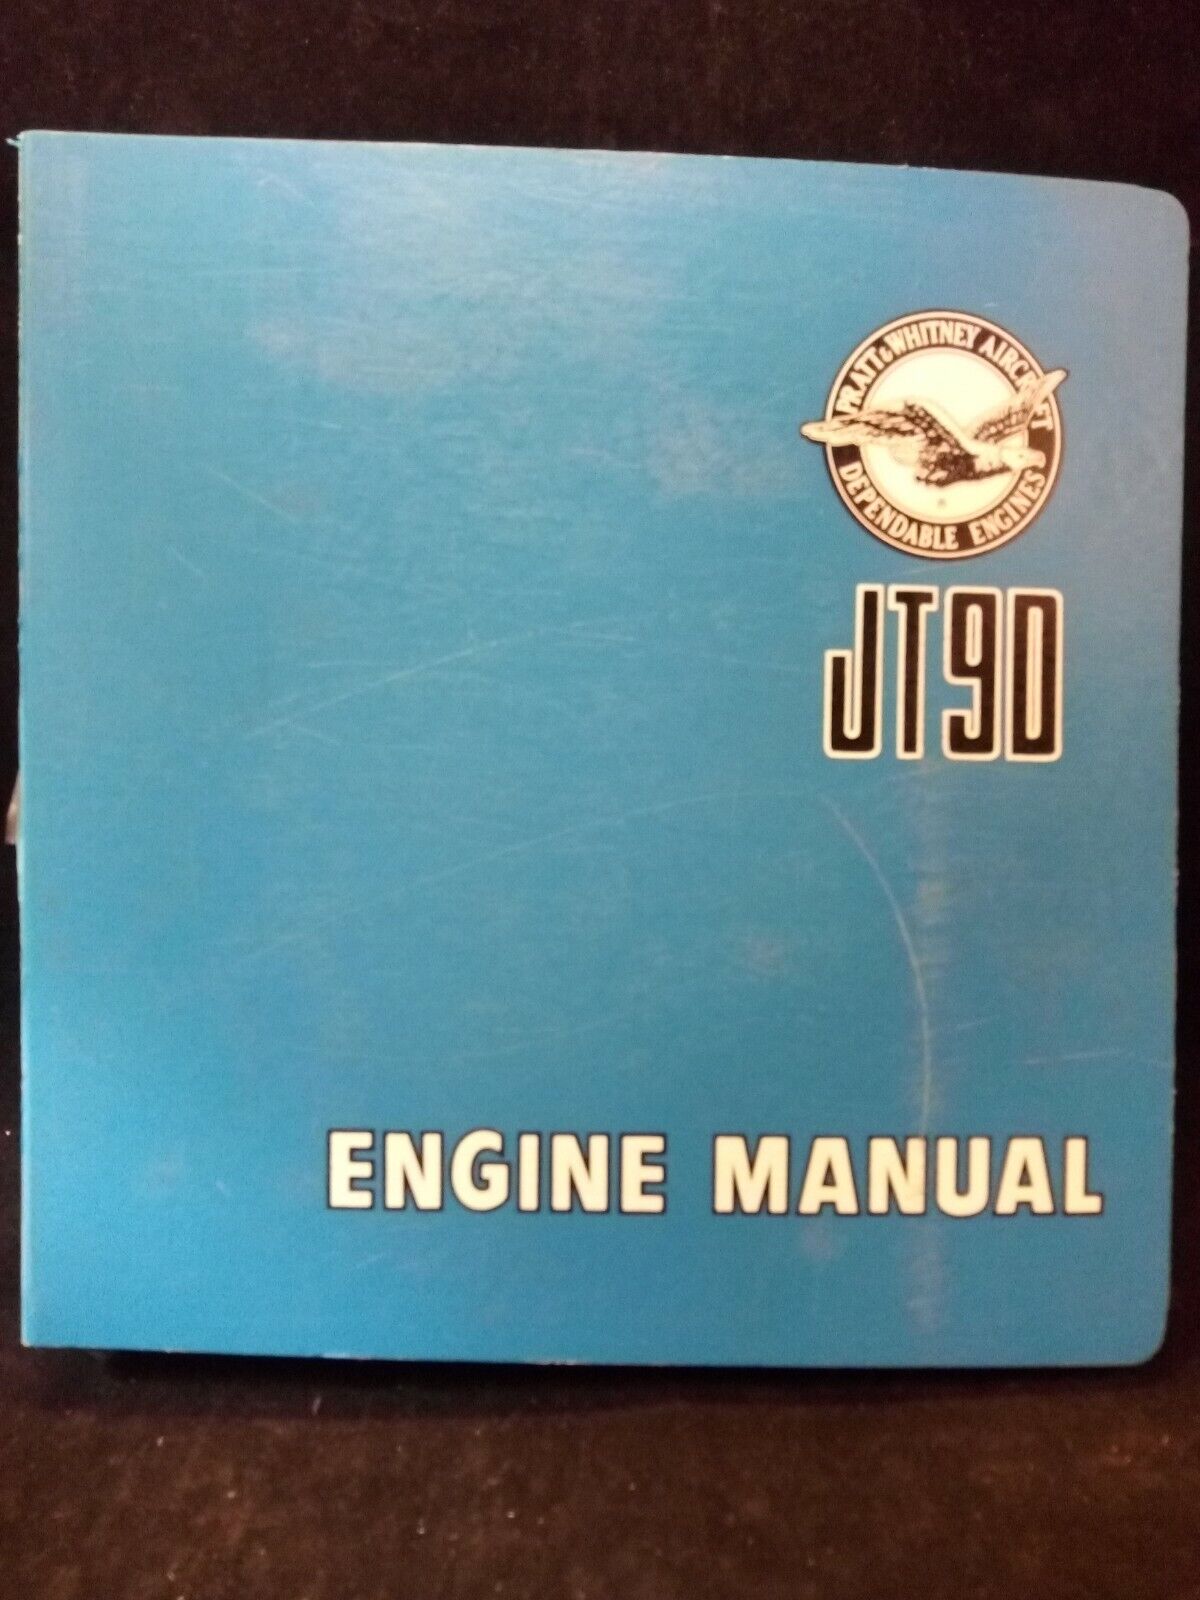 PRATT & WHITNEY AIRCRAFT
DEPENDABLE ENGINES
JT9D
ENGINE MANUAL